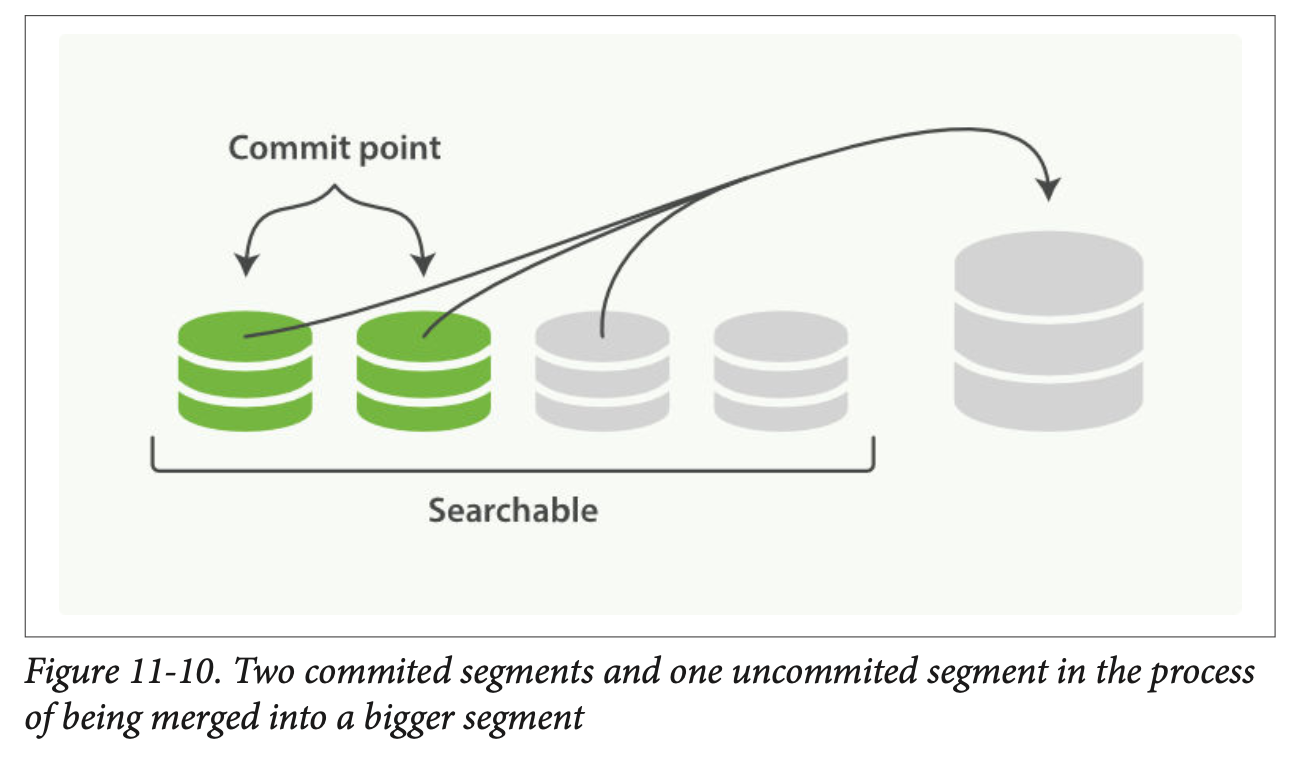 Commit point
Searchable
Figure 11-10. Two commited segments and one uncommited segment in the process
of being merged into a bigger segment